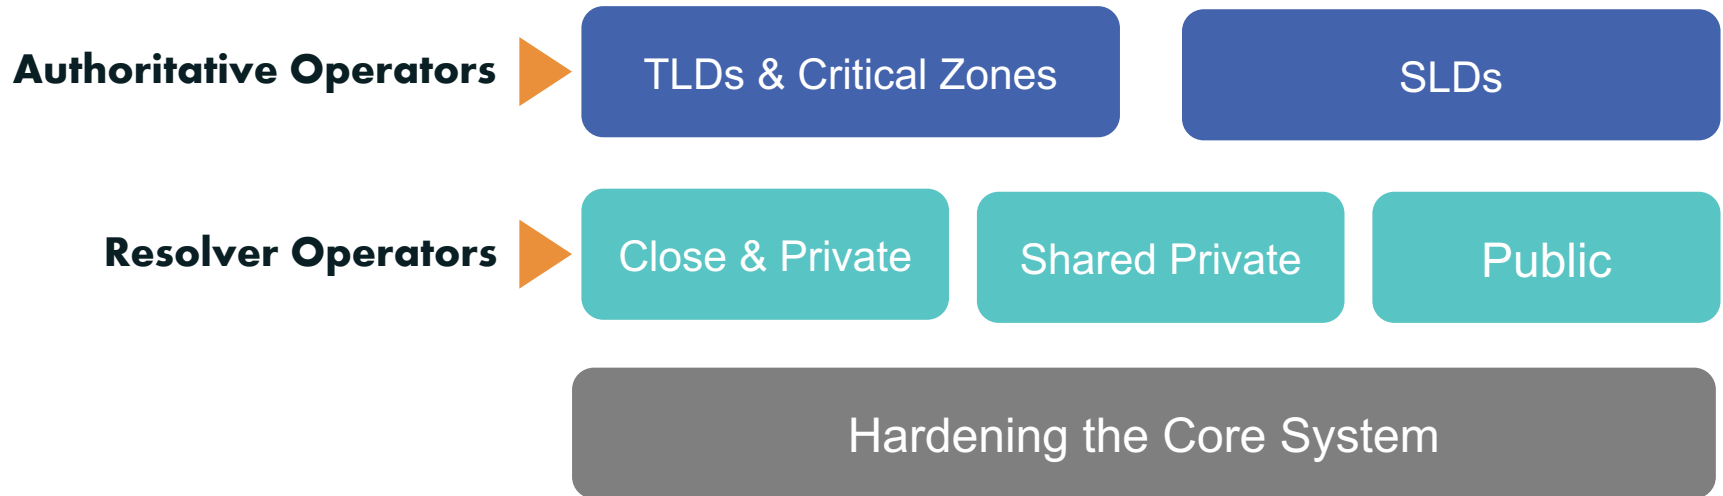 Authoritative Operators
TLDs & Critical Zones
SLDs
Resolver Operators
Close & Private
Shared Private
Public
Hardening the Core System